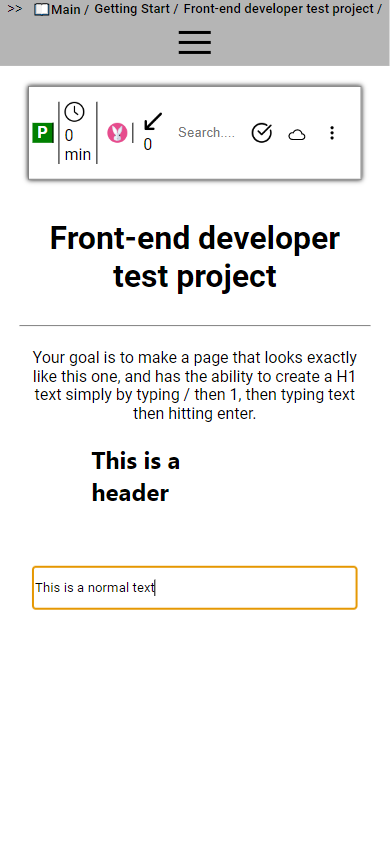 >> Main / Getting Start / Front-end developer test project /
P
0
min
0
Search....
Front-end developer
test project
Your goal is to make a page that looks exactly
like this one, and has the ability to create a H1
text simply by typing / then 1, then typing text
then hitting enter.
This is a
header
This is a normal text